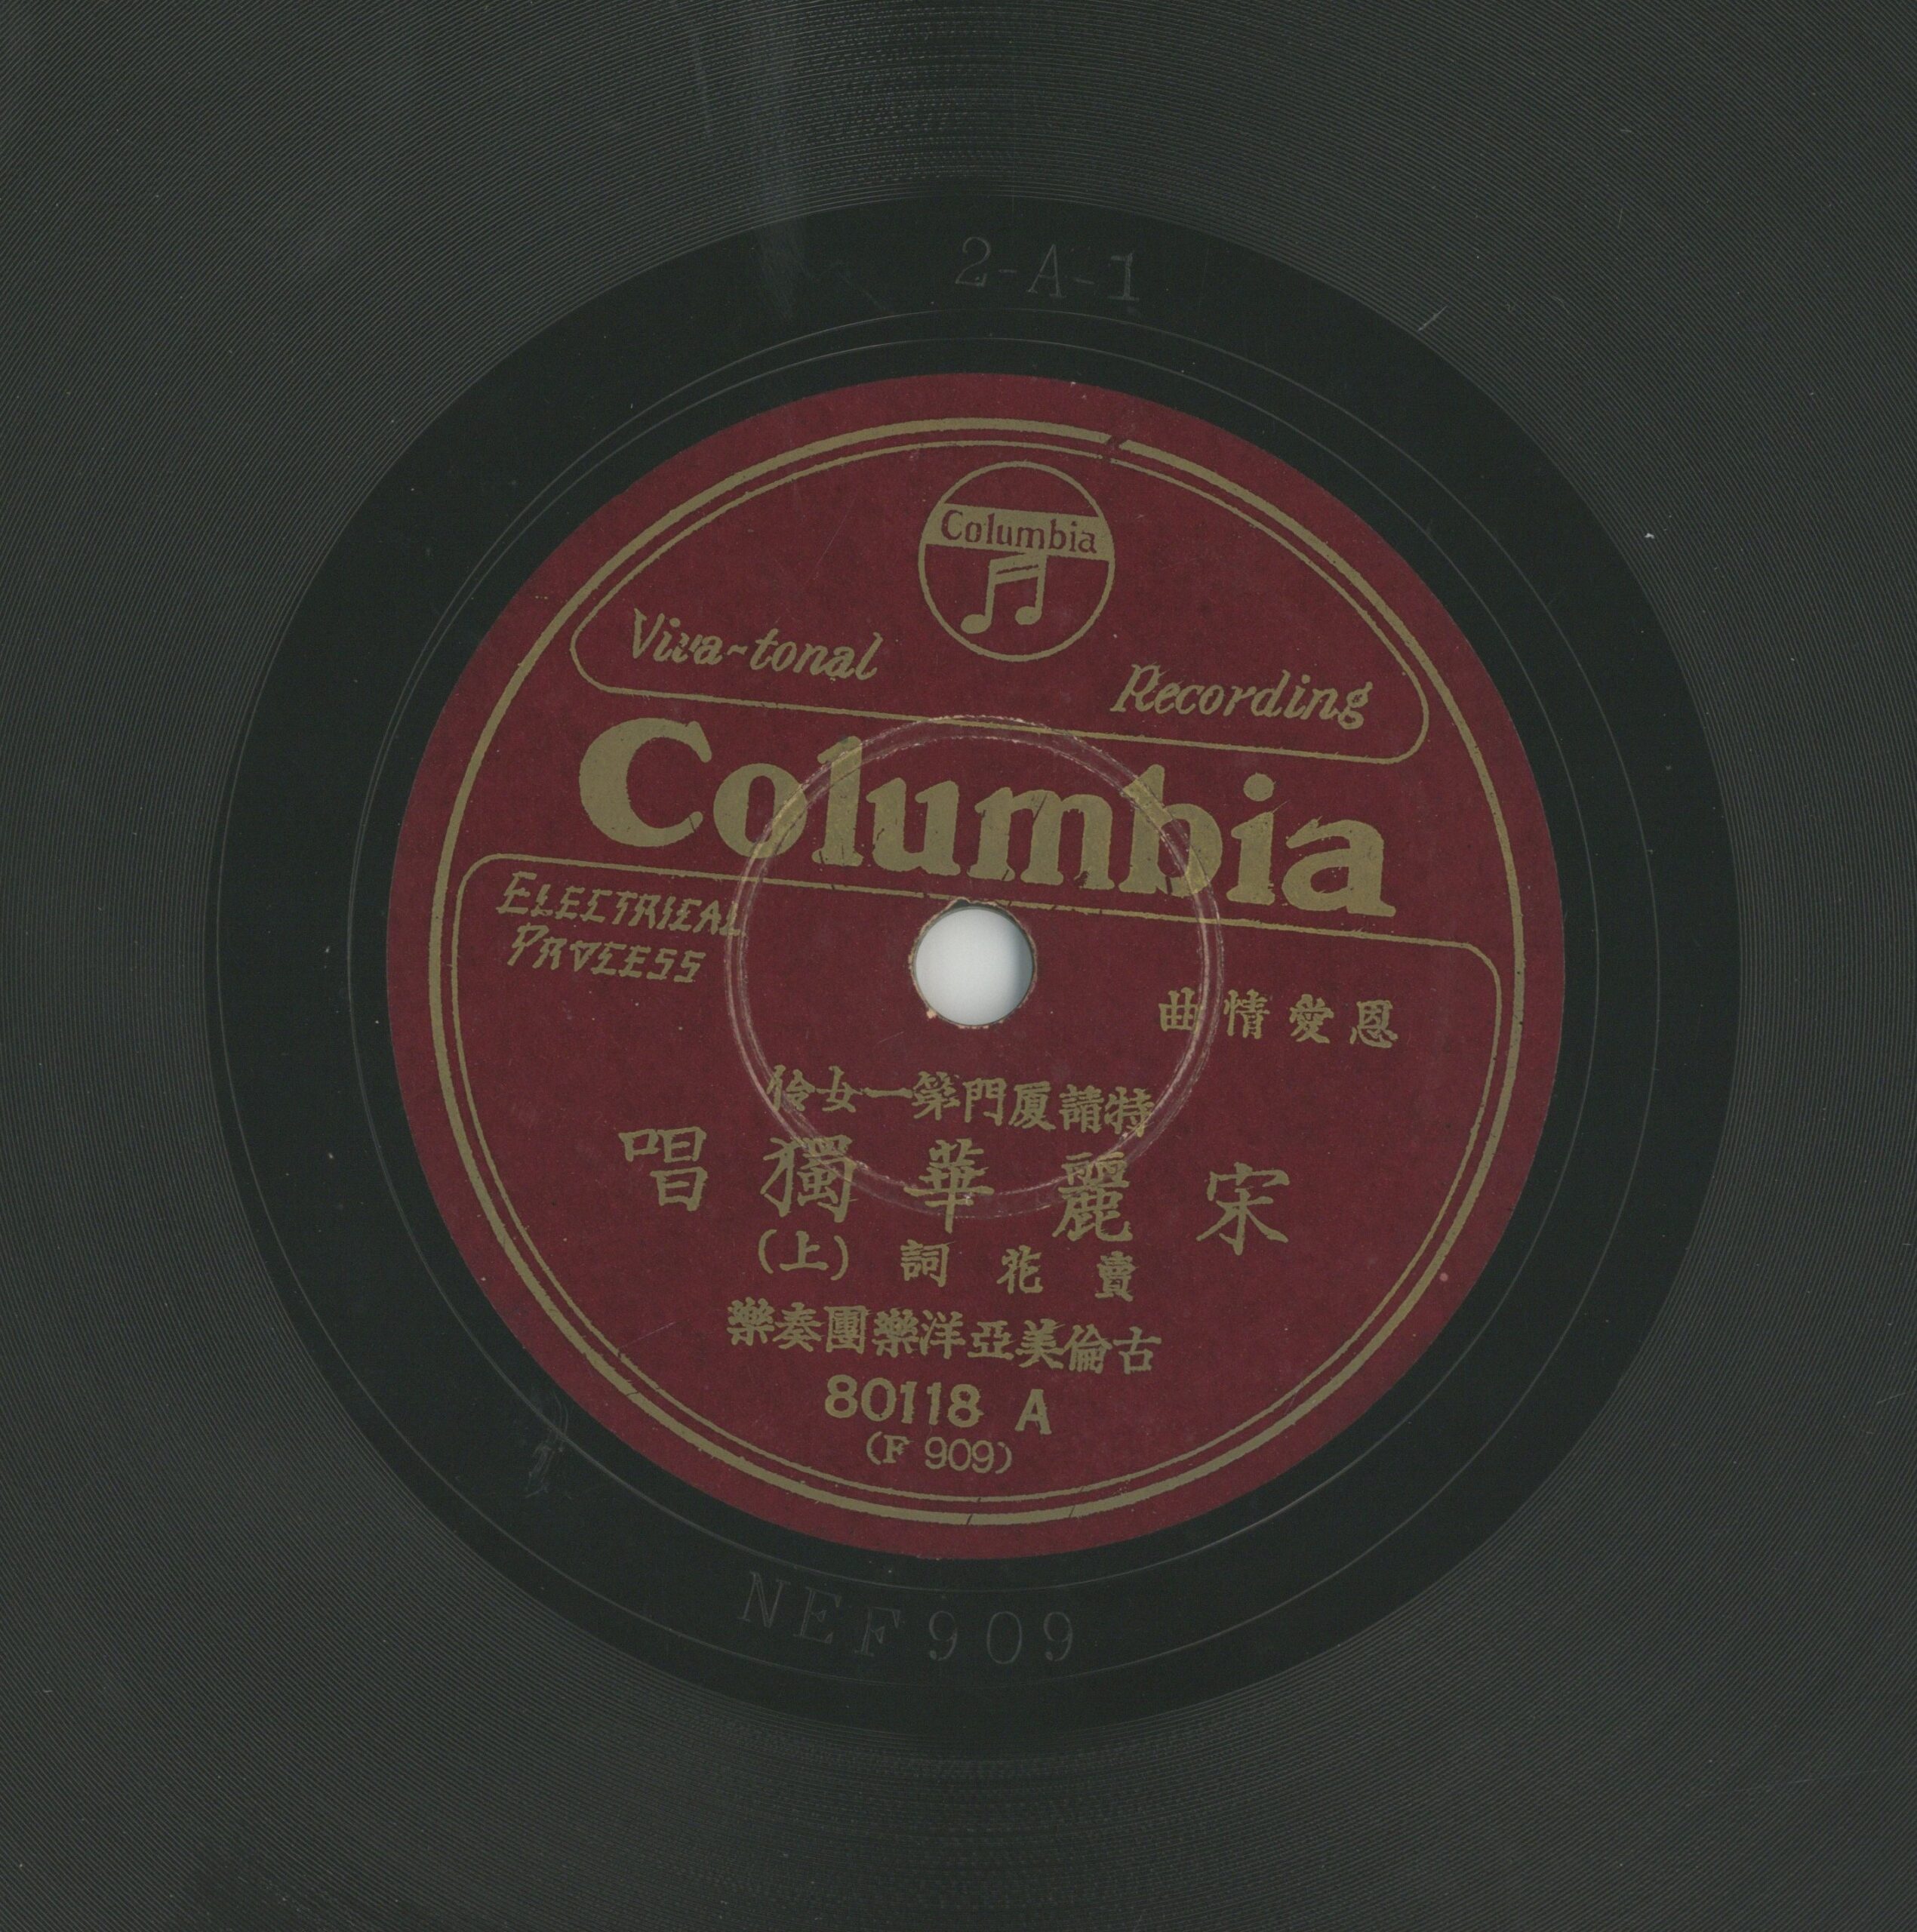 2-A-1
Columbia
Viva-tonal Recording
Columbia
ELECTRICAL
PROCESS
恩愛情曲
特請厦門第一女伶
宋麗華獨唱
賣花詞(上)
古倫美亞洋樂團奏樂
80118 A
(F 909)
NEF909